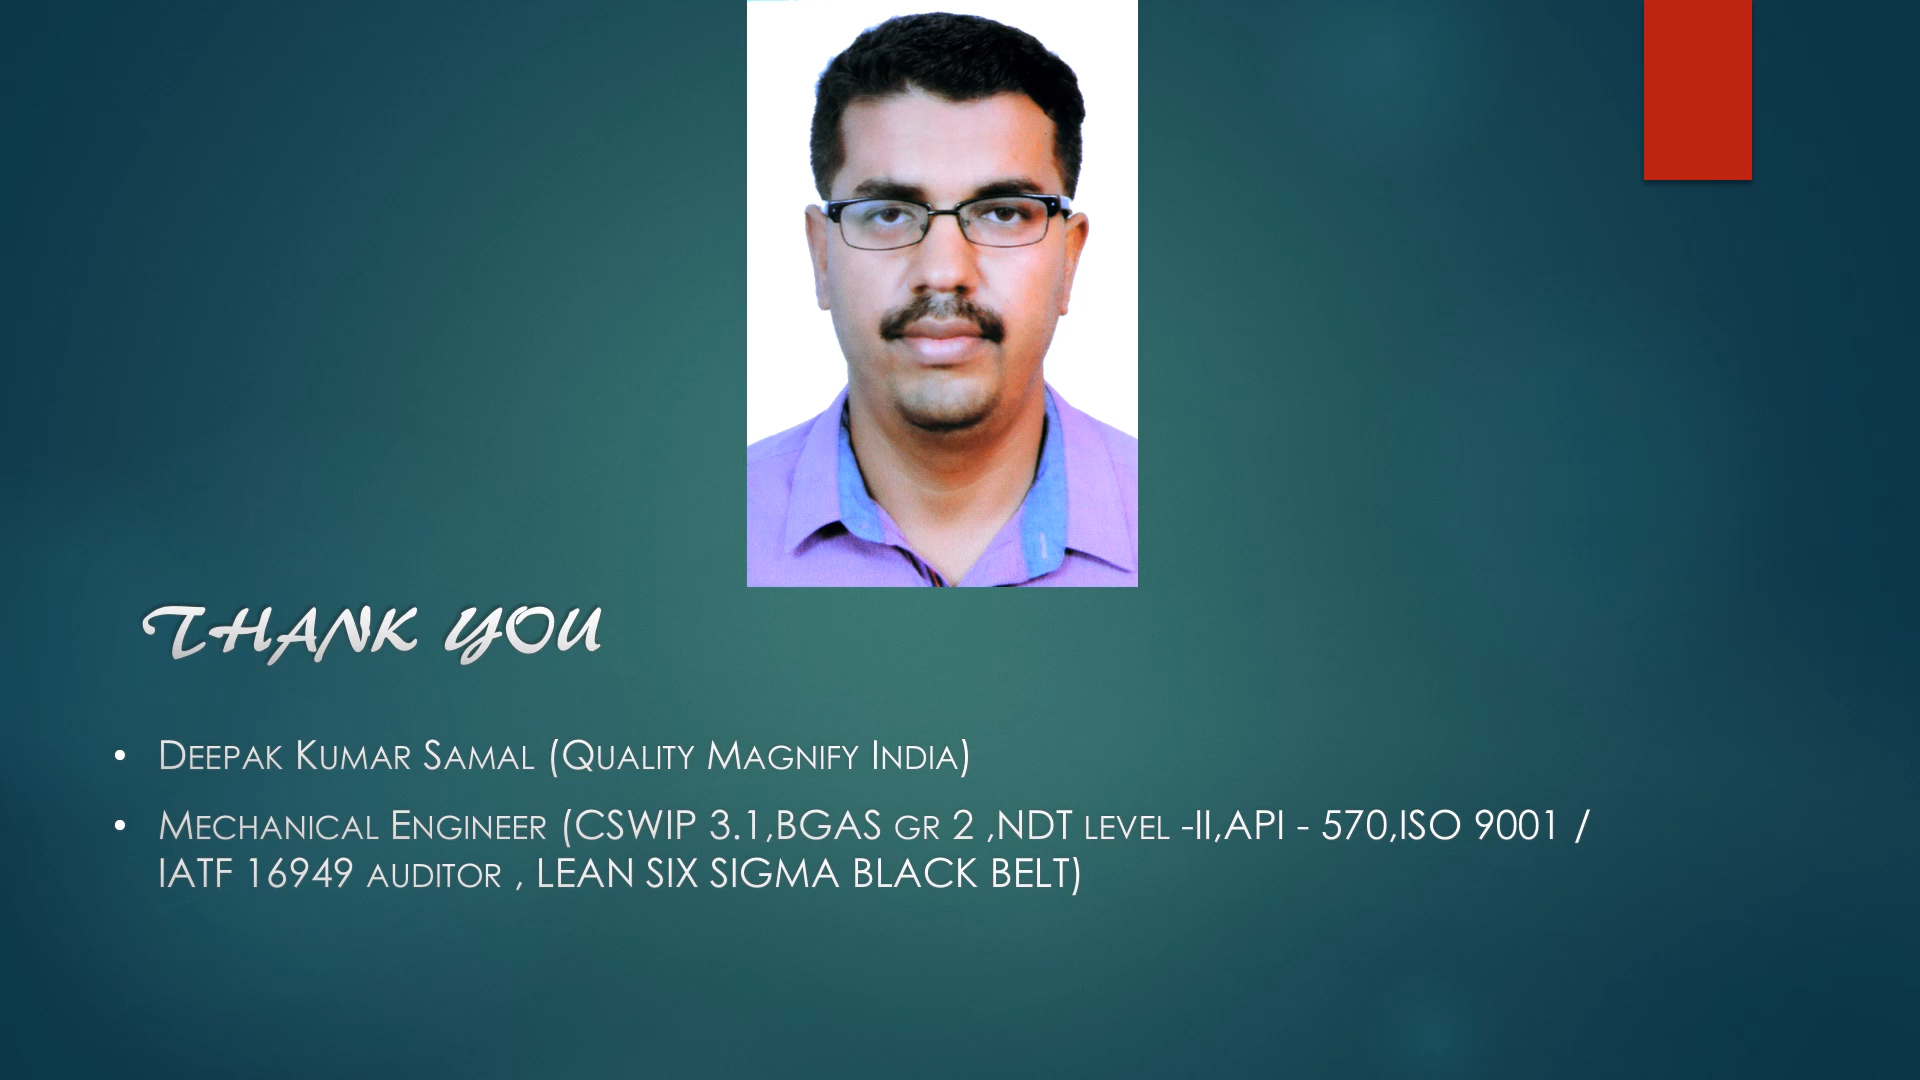 THANK YOU
• Deepak Kumar Samal (Quality Magnify India)
• Mechanical Engineer (CSWIP 3.1,BGAS gr 2 ,NDT level -II,API - 570,ISO 9001 /
IATF 16949 auditor , LEAN SIX SIGMA BLACK BELT)